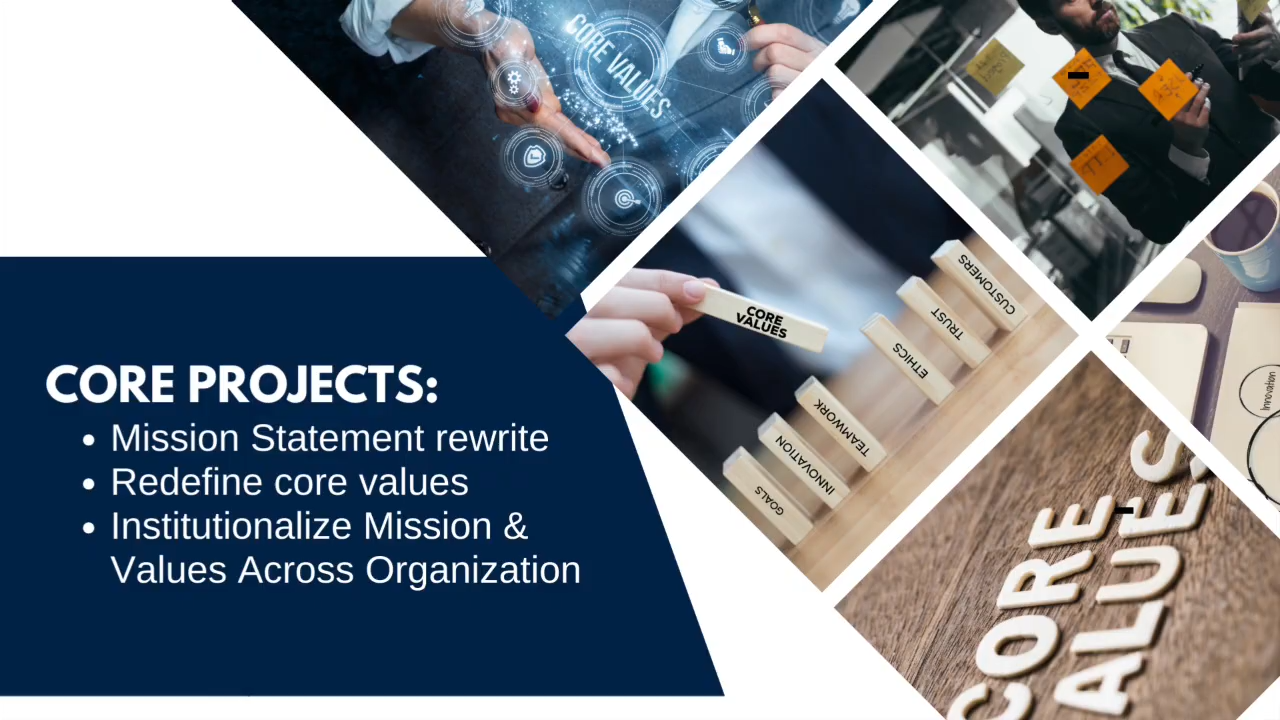 CORE PROJECTS:
• Mission Statement rewrite
• Redefine core values
• Institutionalize Mission &
Values Across Organization
CORE VALUES
CORE
VALUES
CUSTOMERS
TRUST
ETHICS
TEAMWORK
INNOVATION
GOALS
Innovation
CORE
ALUES